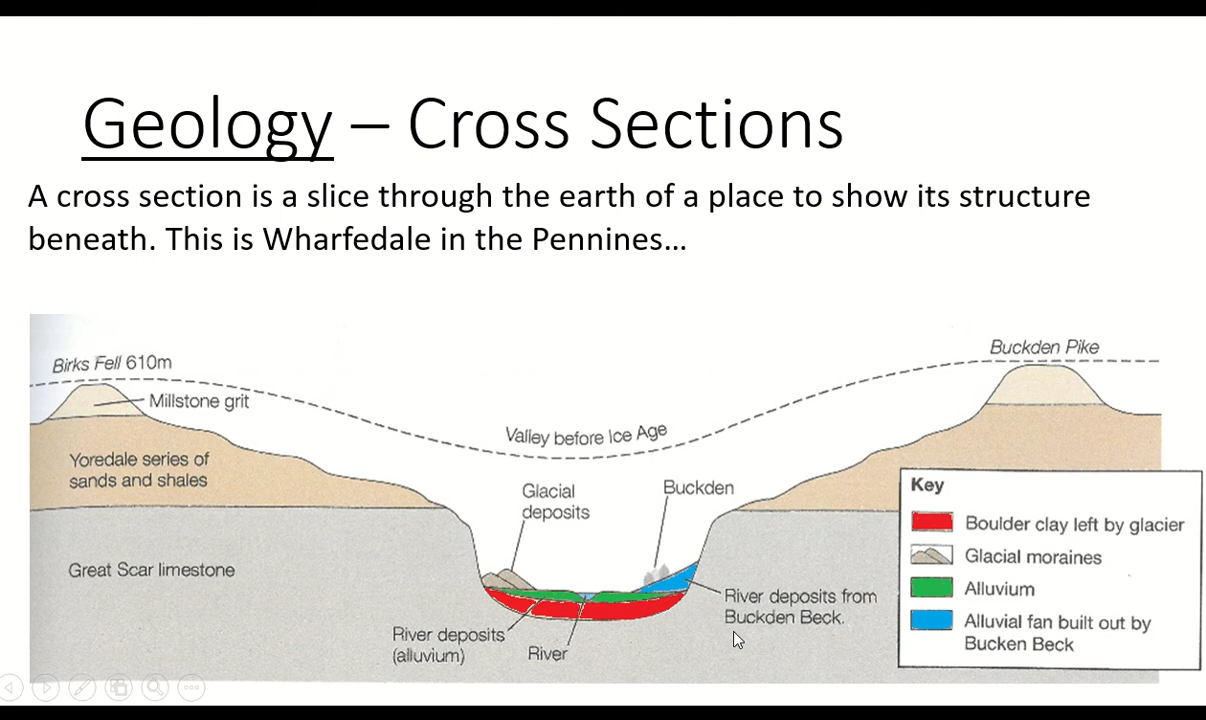 Geology – Cross Sections
A cross section is a slice through the earth of a place to show its structure
beneath. This is Wharfedale in the Pennines…
Birks Fell 610m
Buckden Pike
Millstone grit
Valley before Ice Age
Yoredale series of
sands and shales
Glacial
deposits
Buckden
Great Scar limestone
River deposits from
Buckden Beck.
River deposits
(alluvium)
River
Key
Boulder clay left by glacier
Glacial moraines
Alluvium
Alluvial fan built out by
Bucken Beck